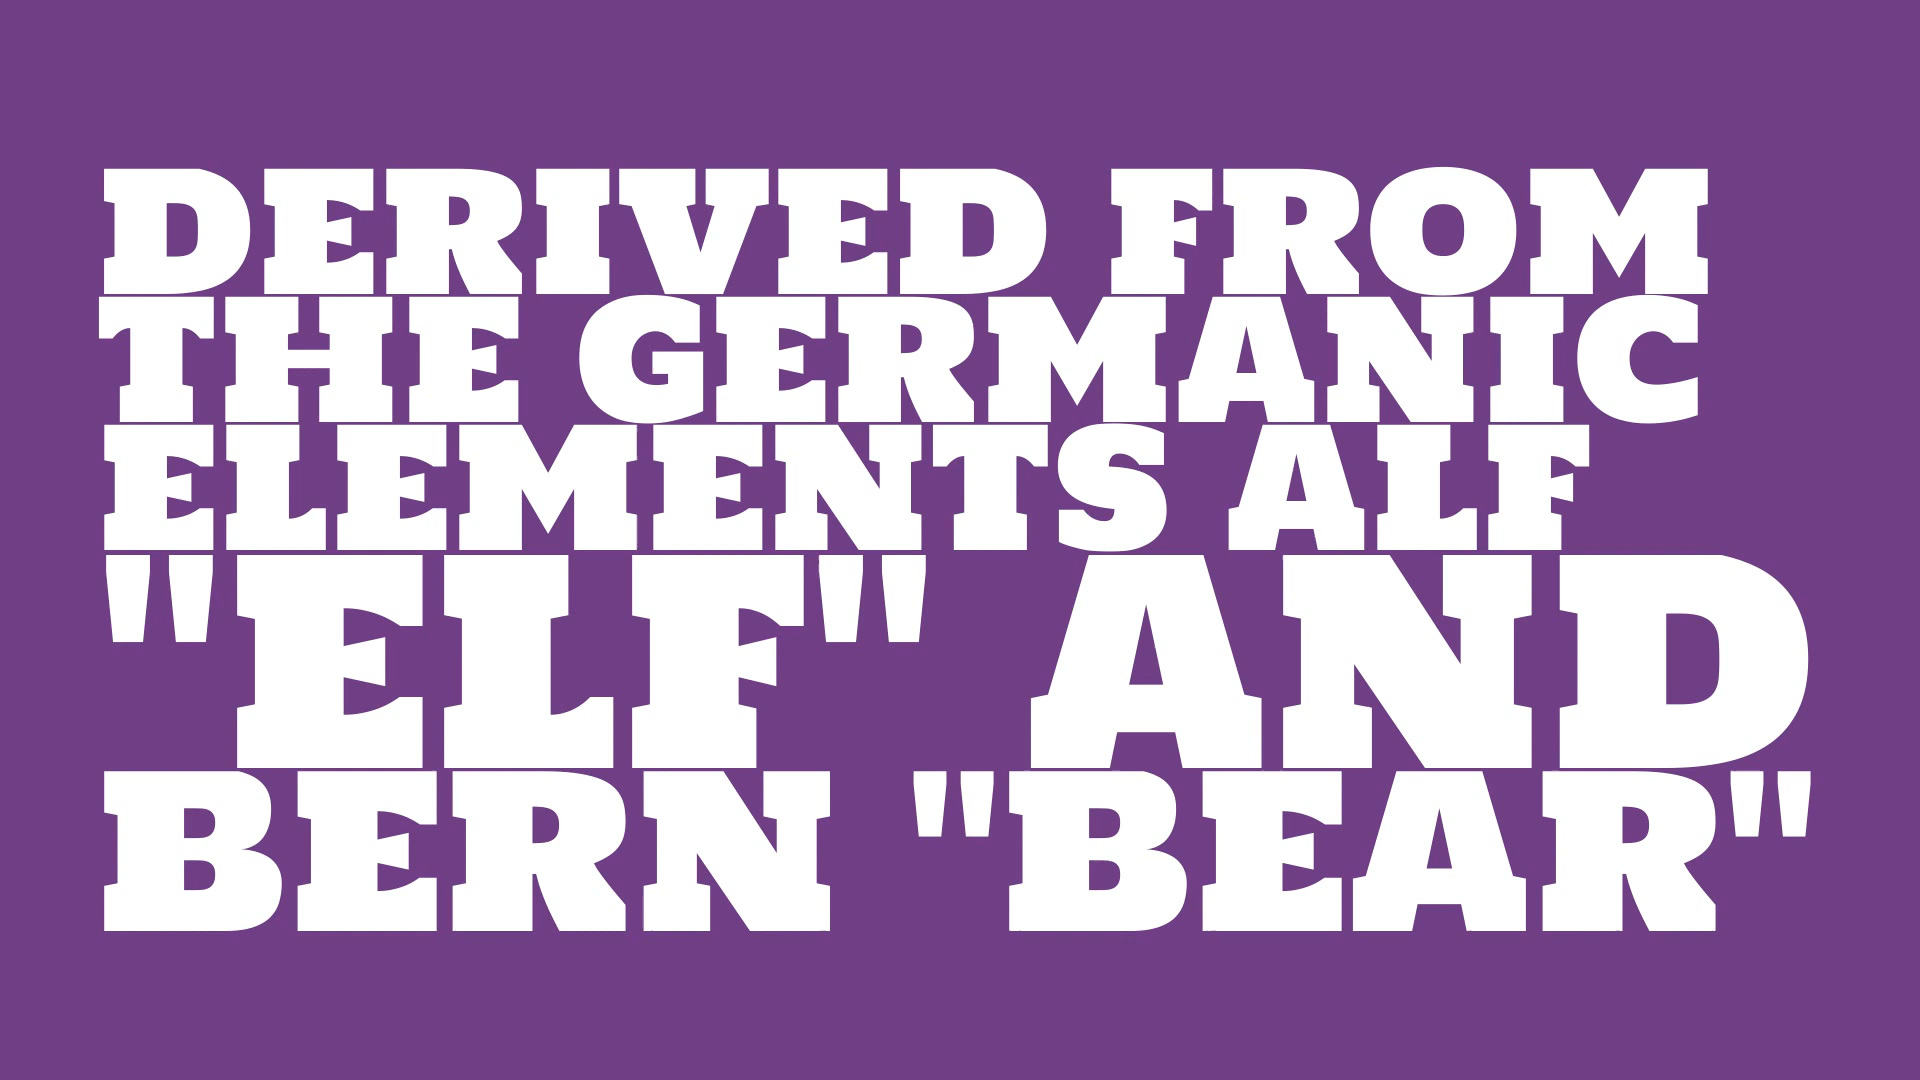 DERIVED FROM
THE GERMANIC
ELEMENTS ALF
"ELF" AND
BERN "BEAR"